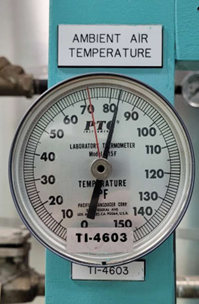 AMBIENT AIR
TEMPERATURE
70 80
60 90
50 100
40 110
30 120
20 130
10 140
0 150
PTC
LABORATORY THERMOMETER
TEMPERATURE
°F
TI-4603
TI-4603